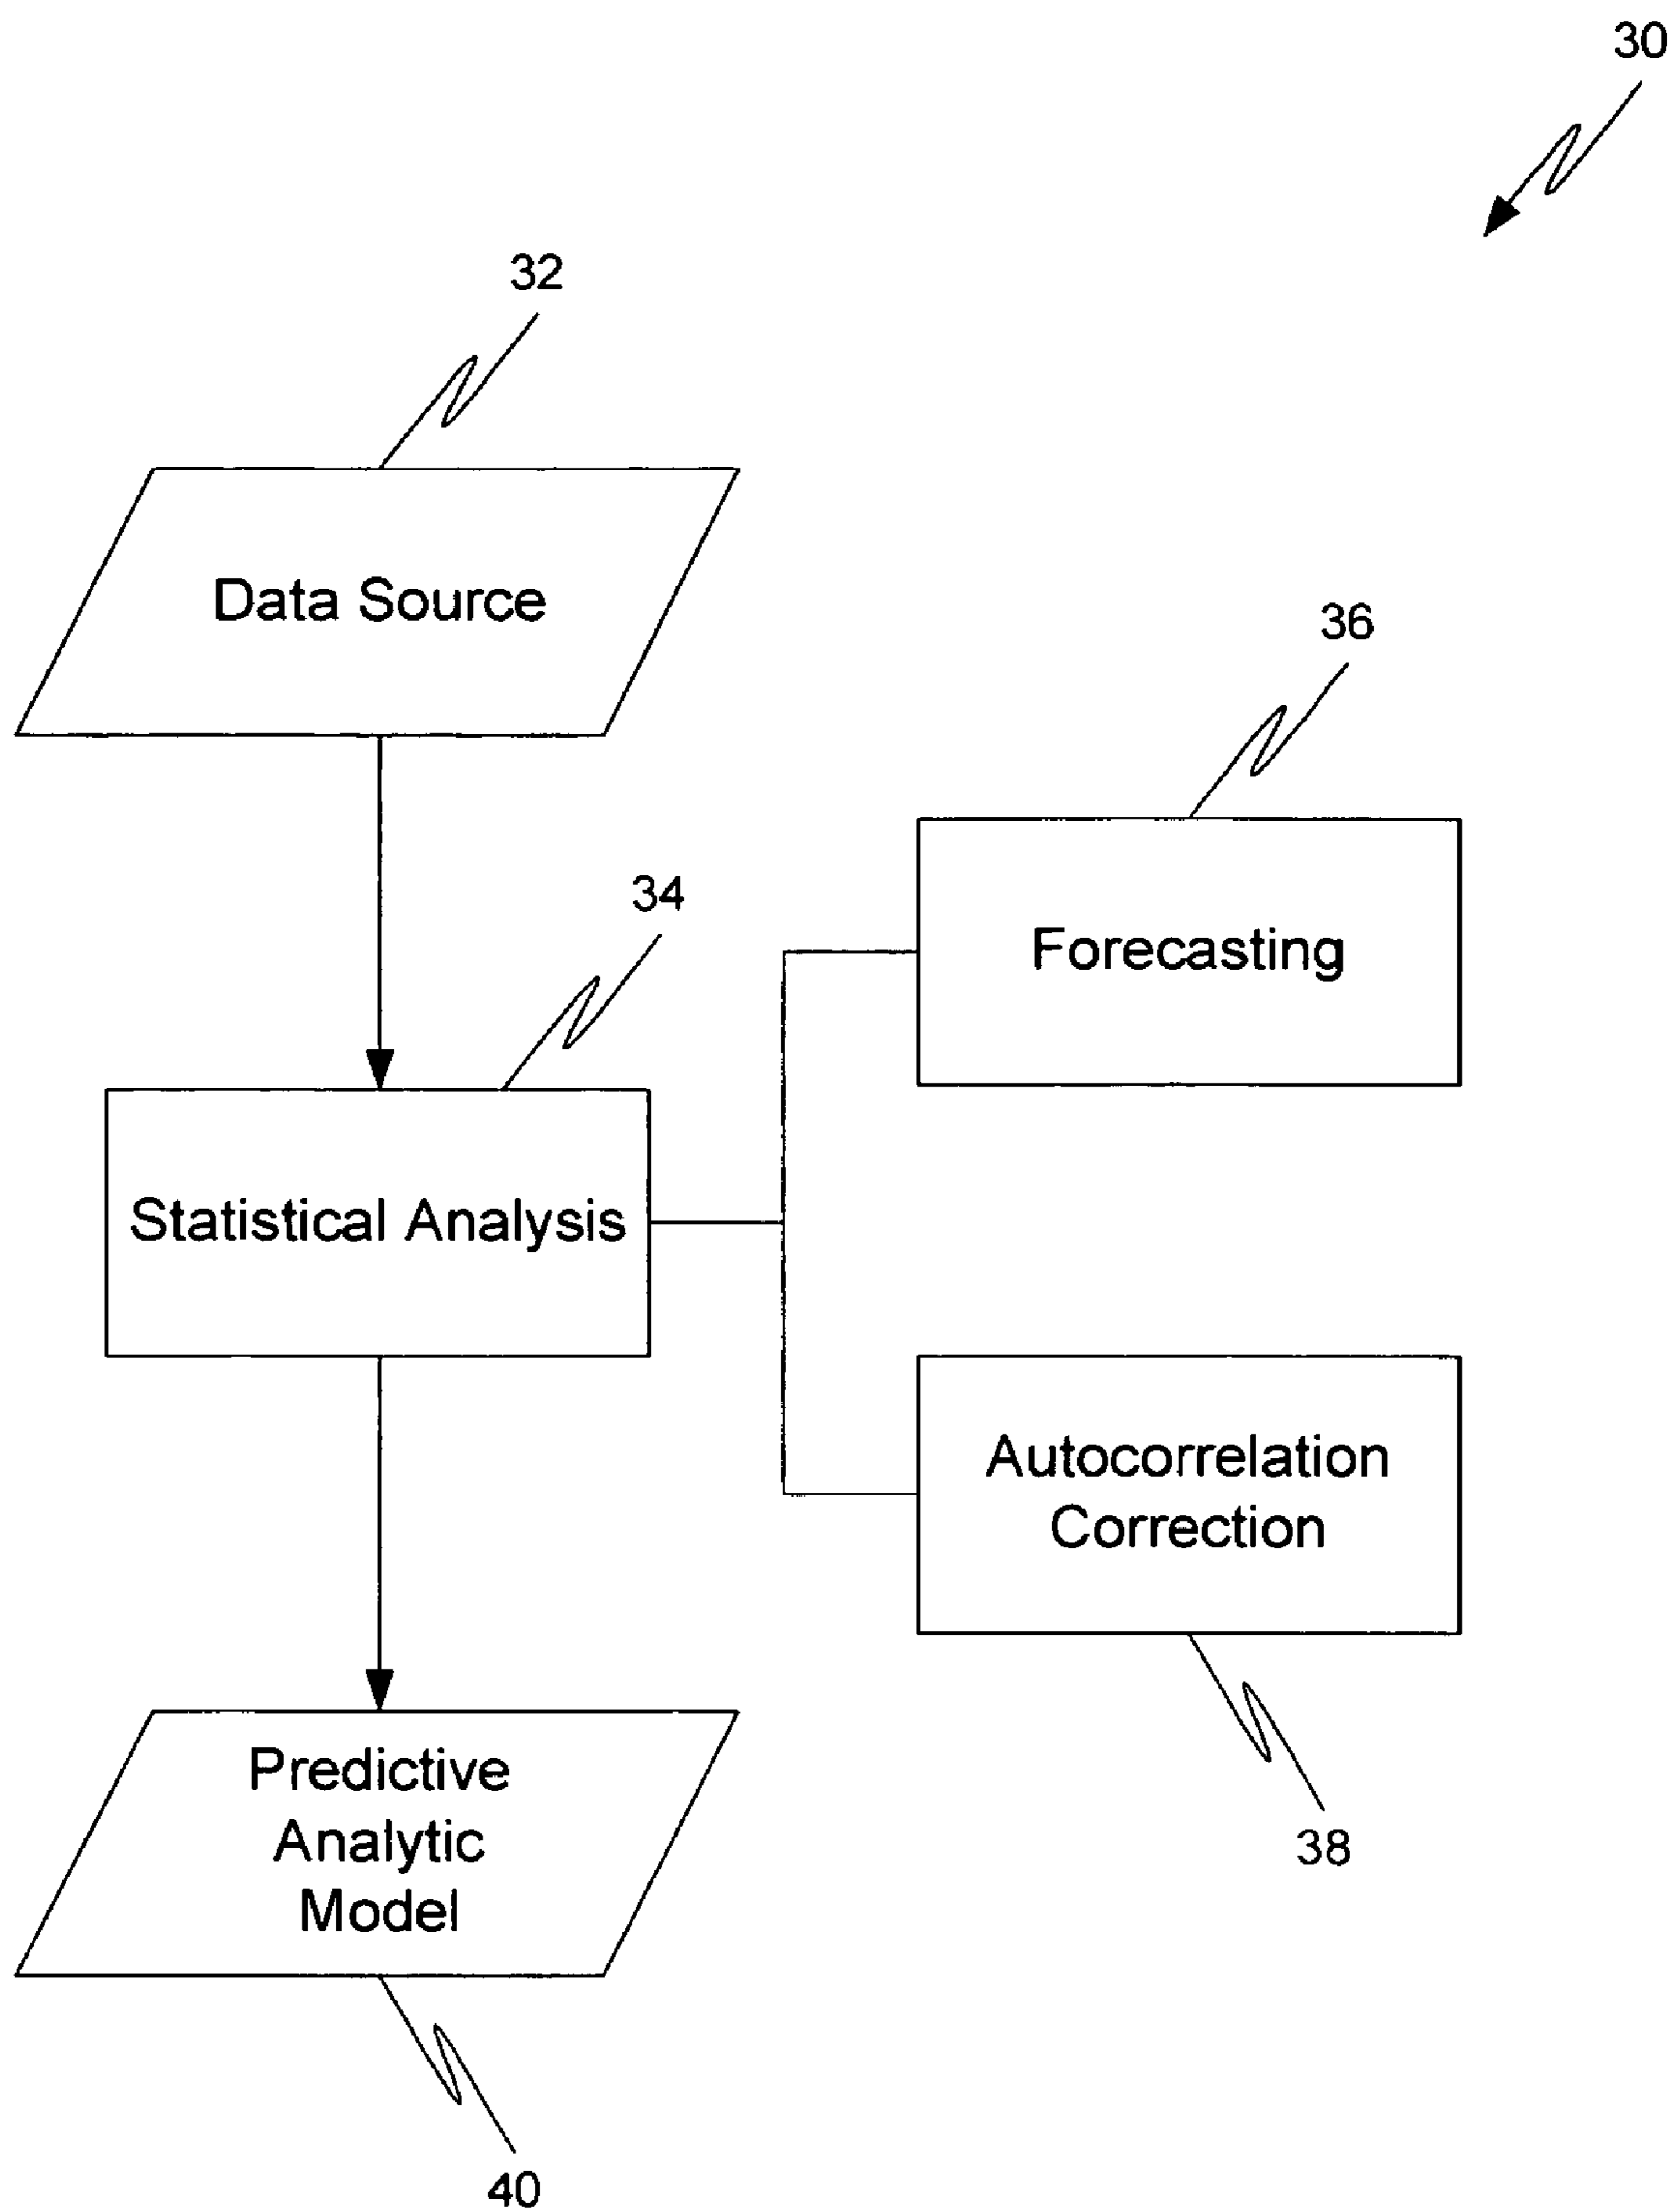 30
32
Data Source
36
Forecasting
34
Statistical Analysis
Autocorrelation
Correction
38
Predictive
Analytic
Model
40